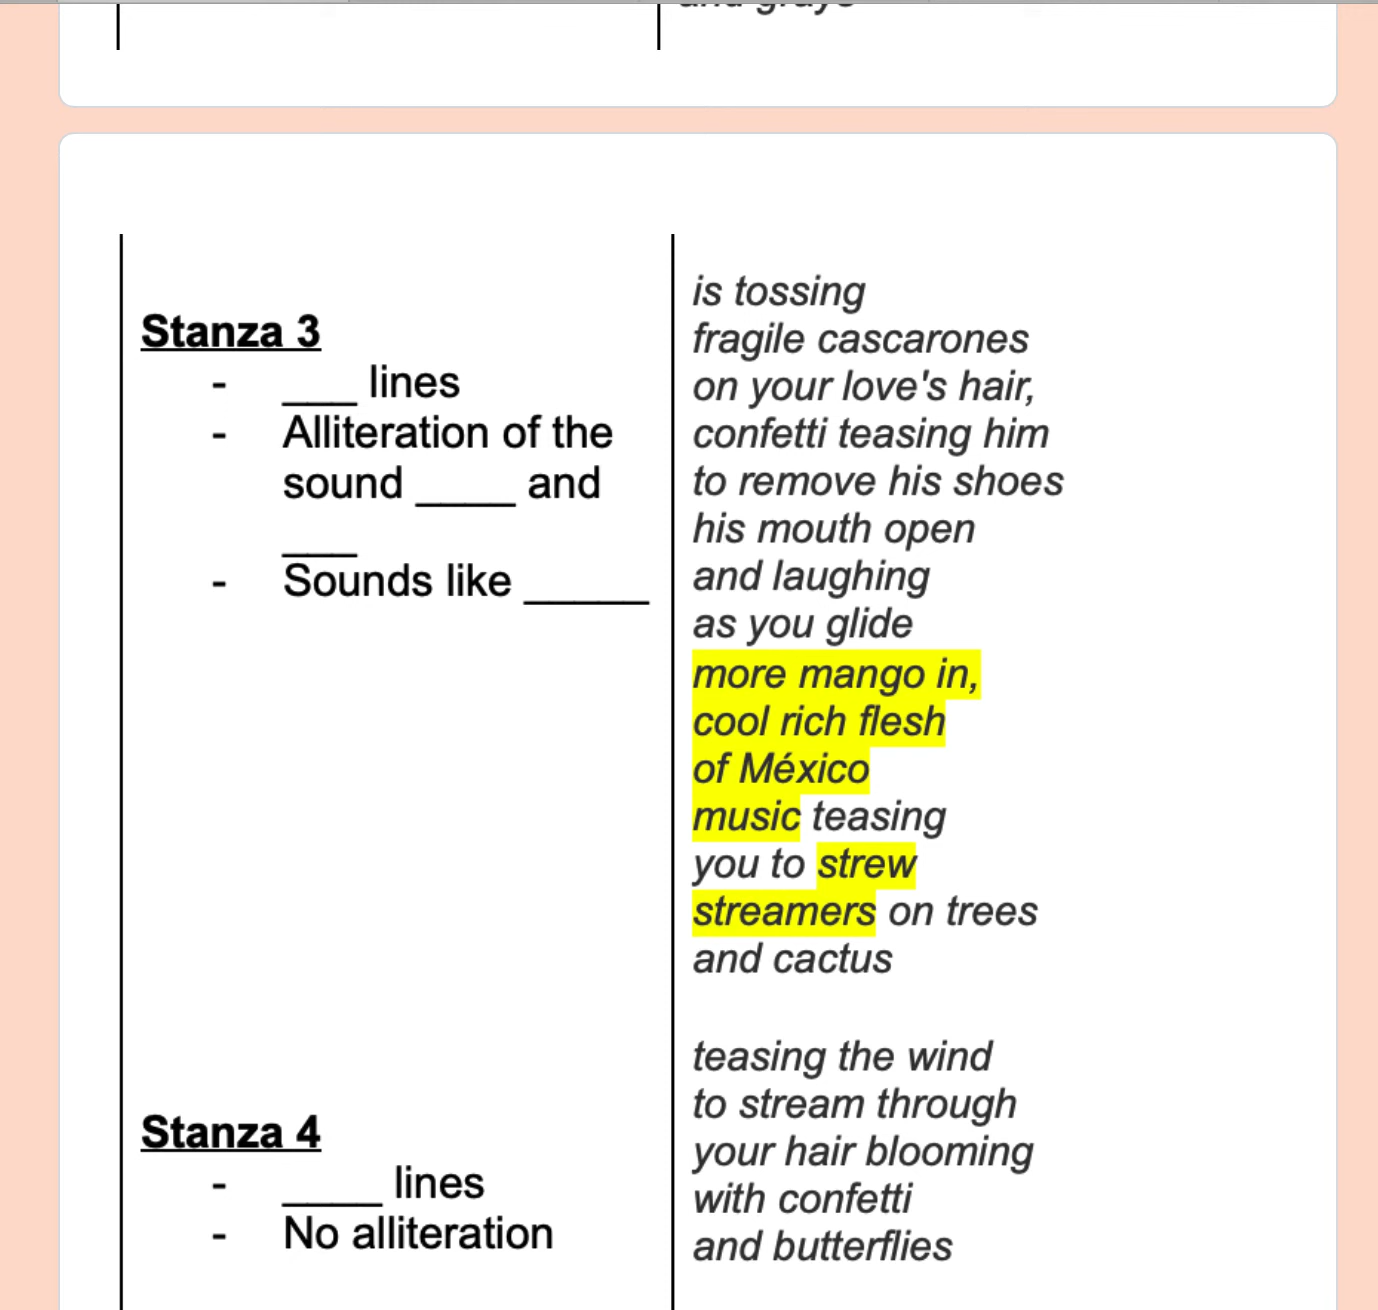 and grays
Stanza 3
- ___ lines
- Alliteration of the
sound ____ and
___
- Sounds like _____
is tossing
fragile cascarones
on your love's hair,
confetti teasing him
to remove his shoes
his mouth open
and laughing
as you glide
more mango in,
cool rich flesh
of México
music teasing
you to strew
streamers on trees
and cactus
Stanza 4
- ____ lines
- No alliteration
teasing the wind
to stream through
your hair blooming
with confetti
and butterflies